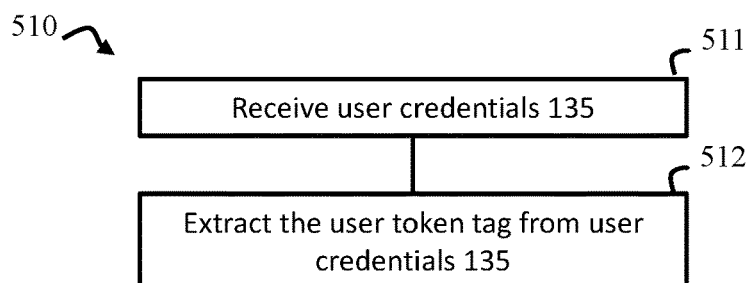 510
511
Receive user credentials 135
512
Extract the user token tag from user
credentials 135